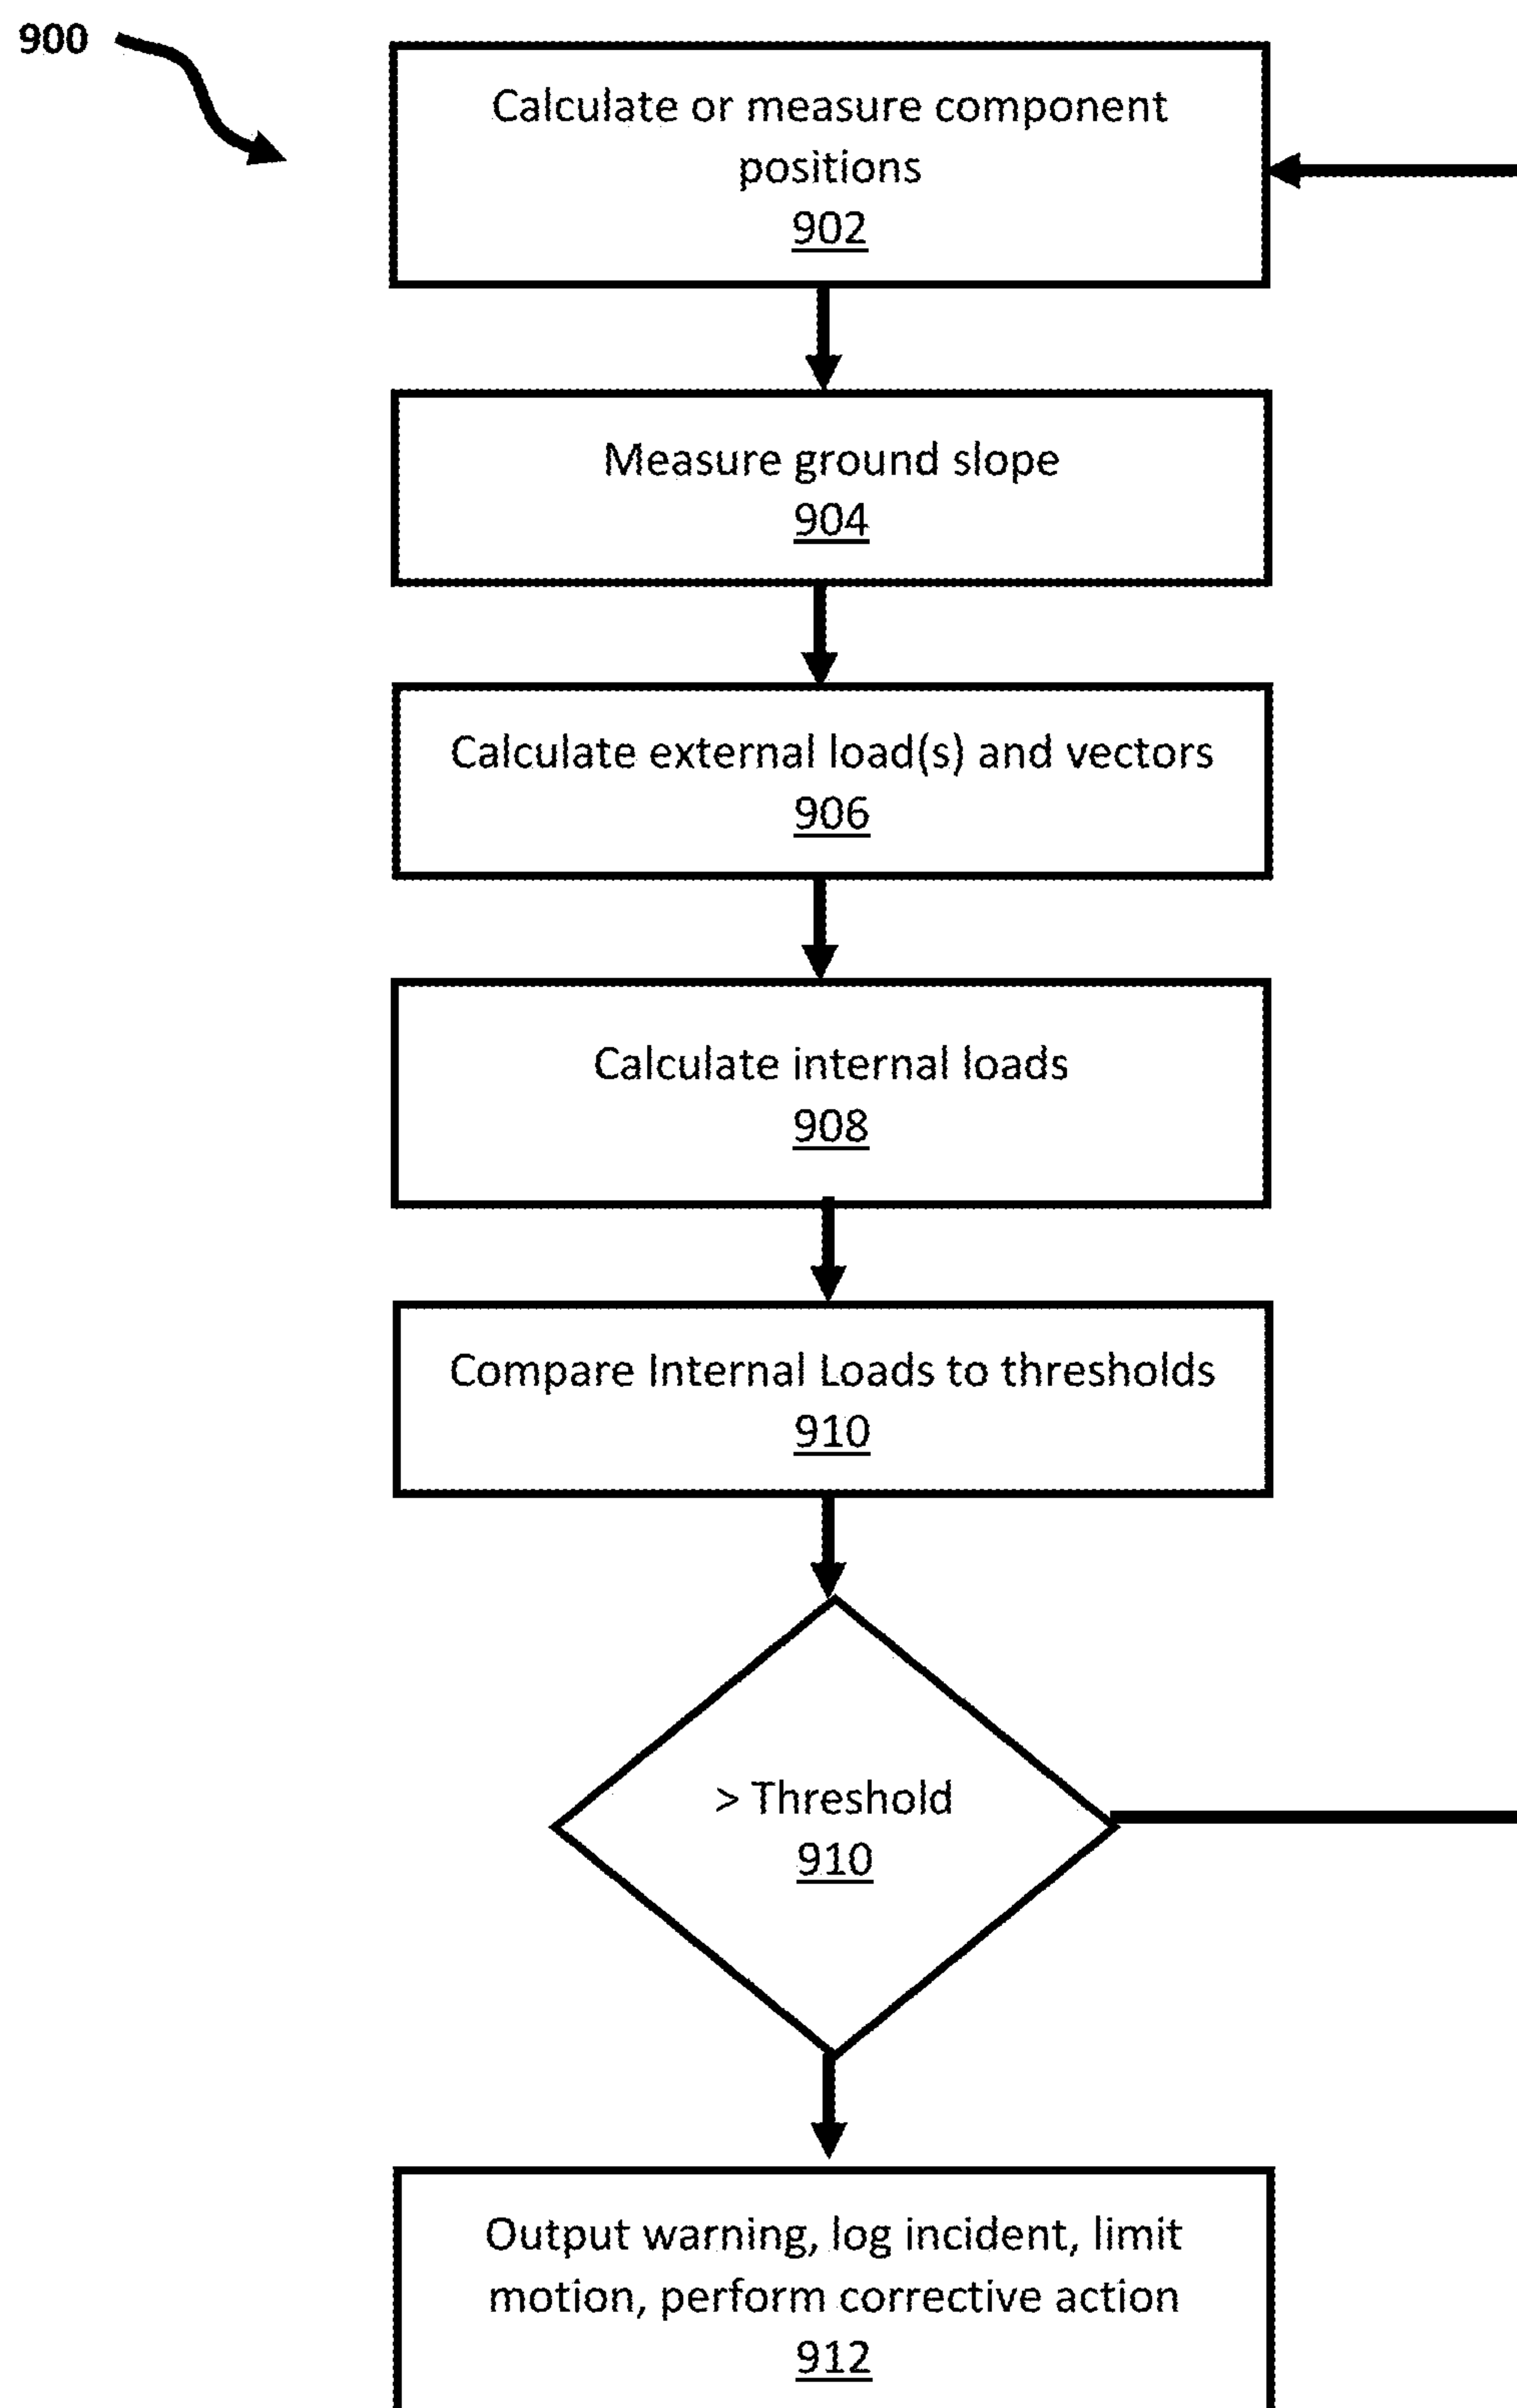 900
Calculate or measure component
positions
902
Measure ground slope
904
Calculate external load(s) and vectors
906
Calculate internal loads
908
Compare Internal Loads to thresholds
910
> Threshold
910
Output warning, log incident, limit
motion, perform corrective action
912